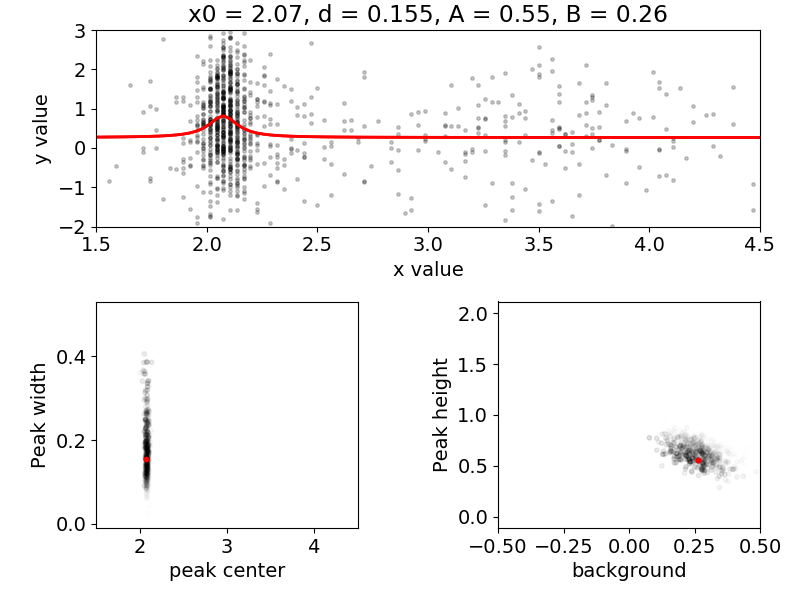 x0 = 2.07, d = 0.155, A = 0.55, B = 0.26
y value
3
2
1
0
−1
−2
1.5 2.0 2.5 3.0 3.5 4.0 4.5
x value
Peak width
0.4
0.2
0.0
2 3 4
peak center
Peak height
2.0
1.5
1.0
0.5
0.0
−0.50 −0.25 0.00 0.25 0.50
background